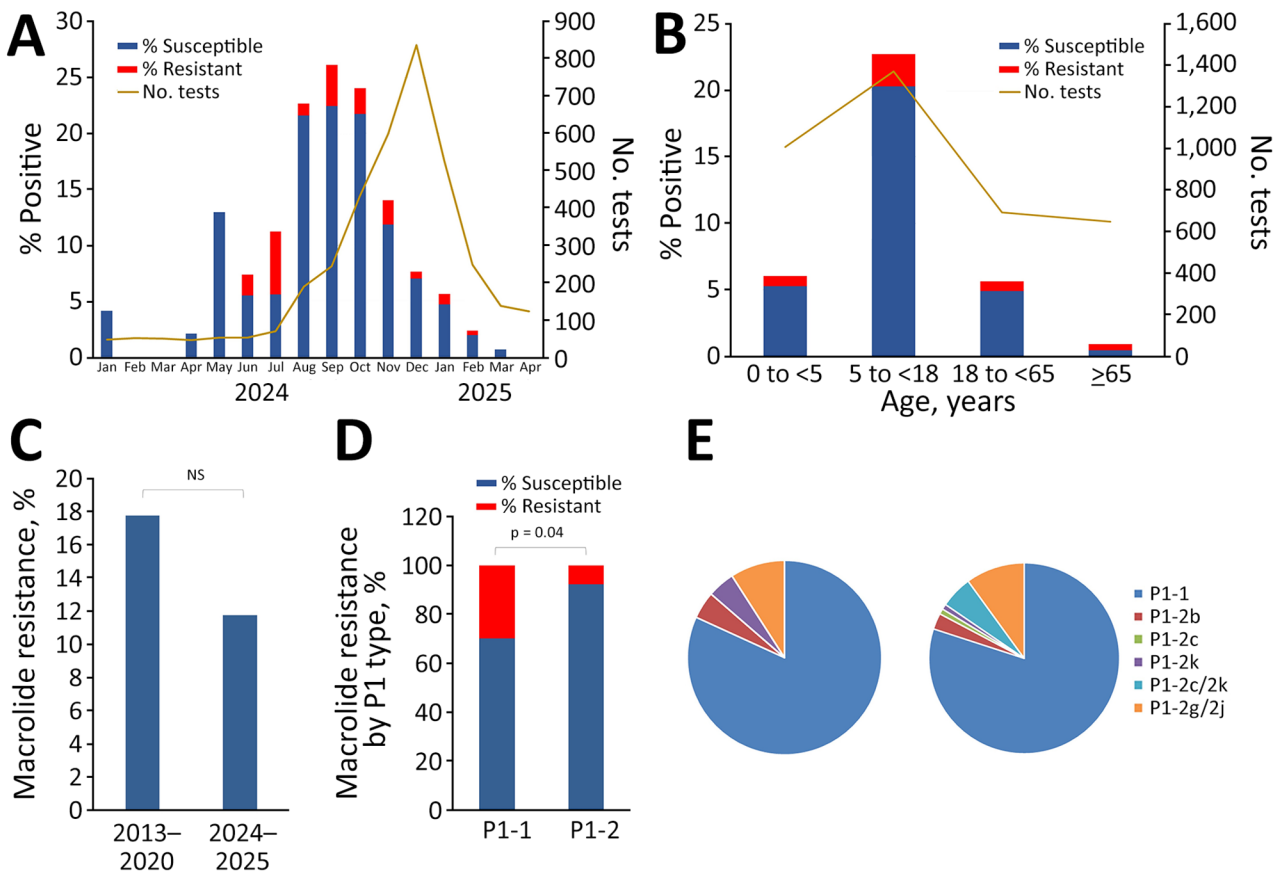 A
% Susceptible
% Resistant
No. tests
% Positive
30
25
20
15
10
5
0
900
800
700
600
500
400
300
200
100
0
No. tests
Jan Feb Mar Apr May Jun Jul Aug Sep Oct Nov Dec Jan Feb Mar Apr
2024 2025
B
% Susceptible
% Resistant
No. tests
% Positive
25
20
15
10
5
0
1,600
1,400
1,200
1,000
800
600
400
200
0
No. tests
0 to <5 5 to <18 18 to <65 ≥65
Age, years
C
Macrolide resistance, %
20
18
16
14
12
10
8
6
4
2
0
NS
2013–
2020
2024–
2025
D
% Susceptible
% Resistant
Macrolide resistance
by P1 type, %
120
100
80
60
40
20
0
p = 0.04
P1-1 P1-2
E
P1-1
P1-2b
P1-2c
P1-2k
P1-2c/2k
P1-2g/2j